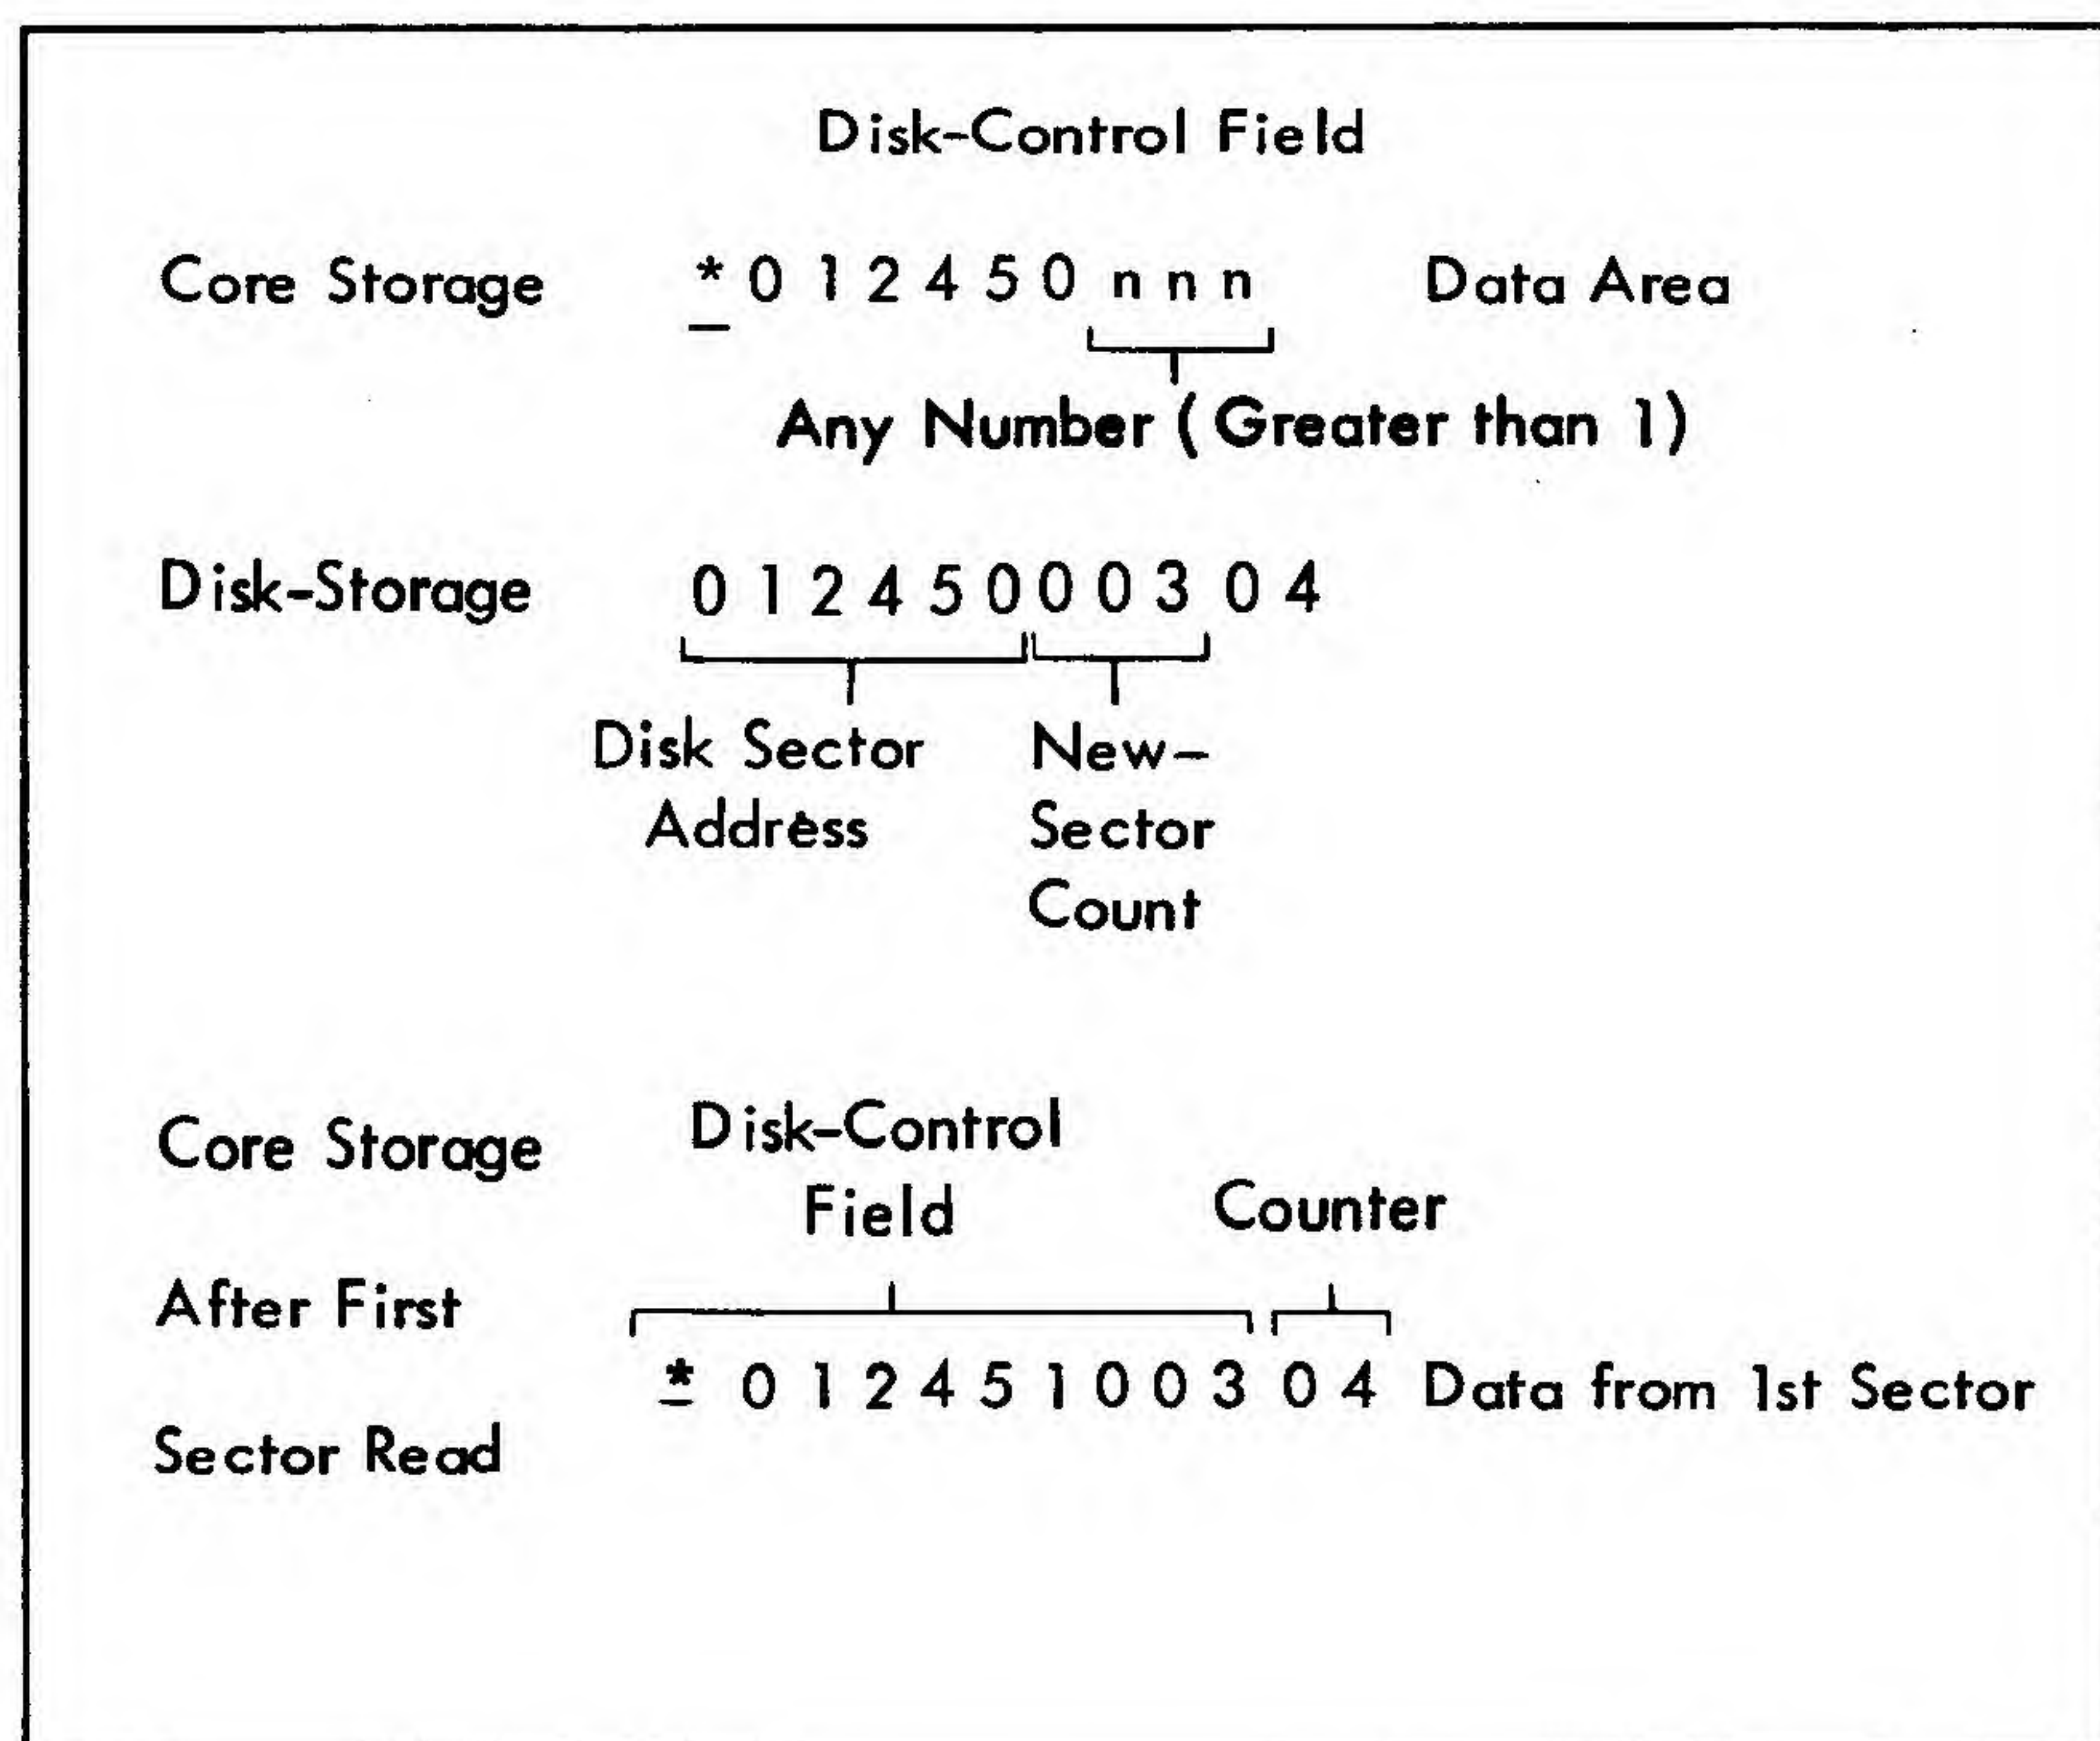 Disk-Control Field
Core Storage * 0 1 2 4 5 0 n n n Data Area
Any Number (Greater than 1)
Disk-Storage 0 1 2 4 5 0 0 0 3 0 4
Disk Sector New-
Address Sector
Count
Core Storage Disk-Control
Field Counter
After First
* 0 1 2 4 5 1 0 0 3 0 4 Data from 1st Sector
Sector Read